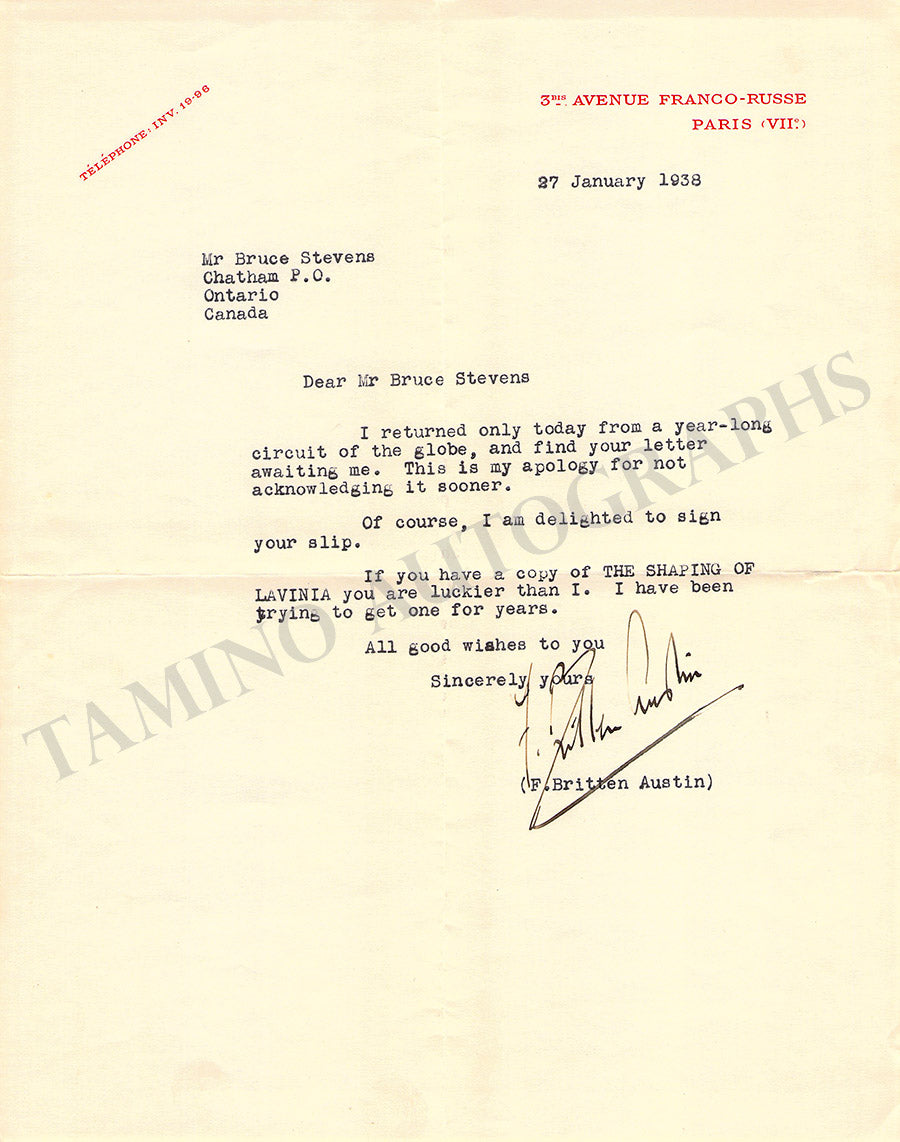 TÉLÉPHONE: INV. 19-96
3BIS. AVENUE FRANCO-RUSSE
PARIS (VIIe.)
27 January 1938
Mr Bruce Stevens
Chatham P.O.
Ontario
Canada
Dear Mr Bruce Stevens
I returned only today from a year-long
circuit of the globe, and find your letter
awaiting me. This is my apology for not
acknowledging it sooner.
Of course, I am delighted to sign
your slip.
If you have a copy of THE SHAPING OF
LAVINIA you are luckier than I. I have been
trying to get one for years.
All good wishes to you
Sincerely yours
F. Britten Austin
(F.Britten Austin)
TAMINO AUTOGRAPHS